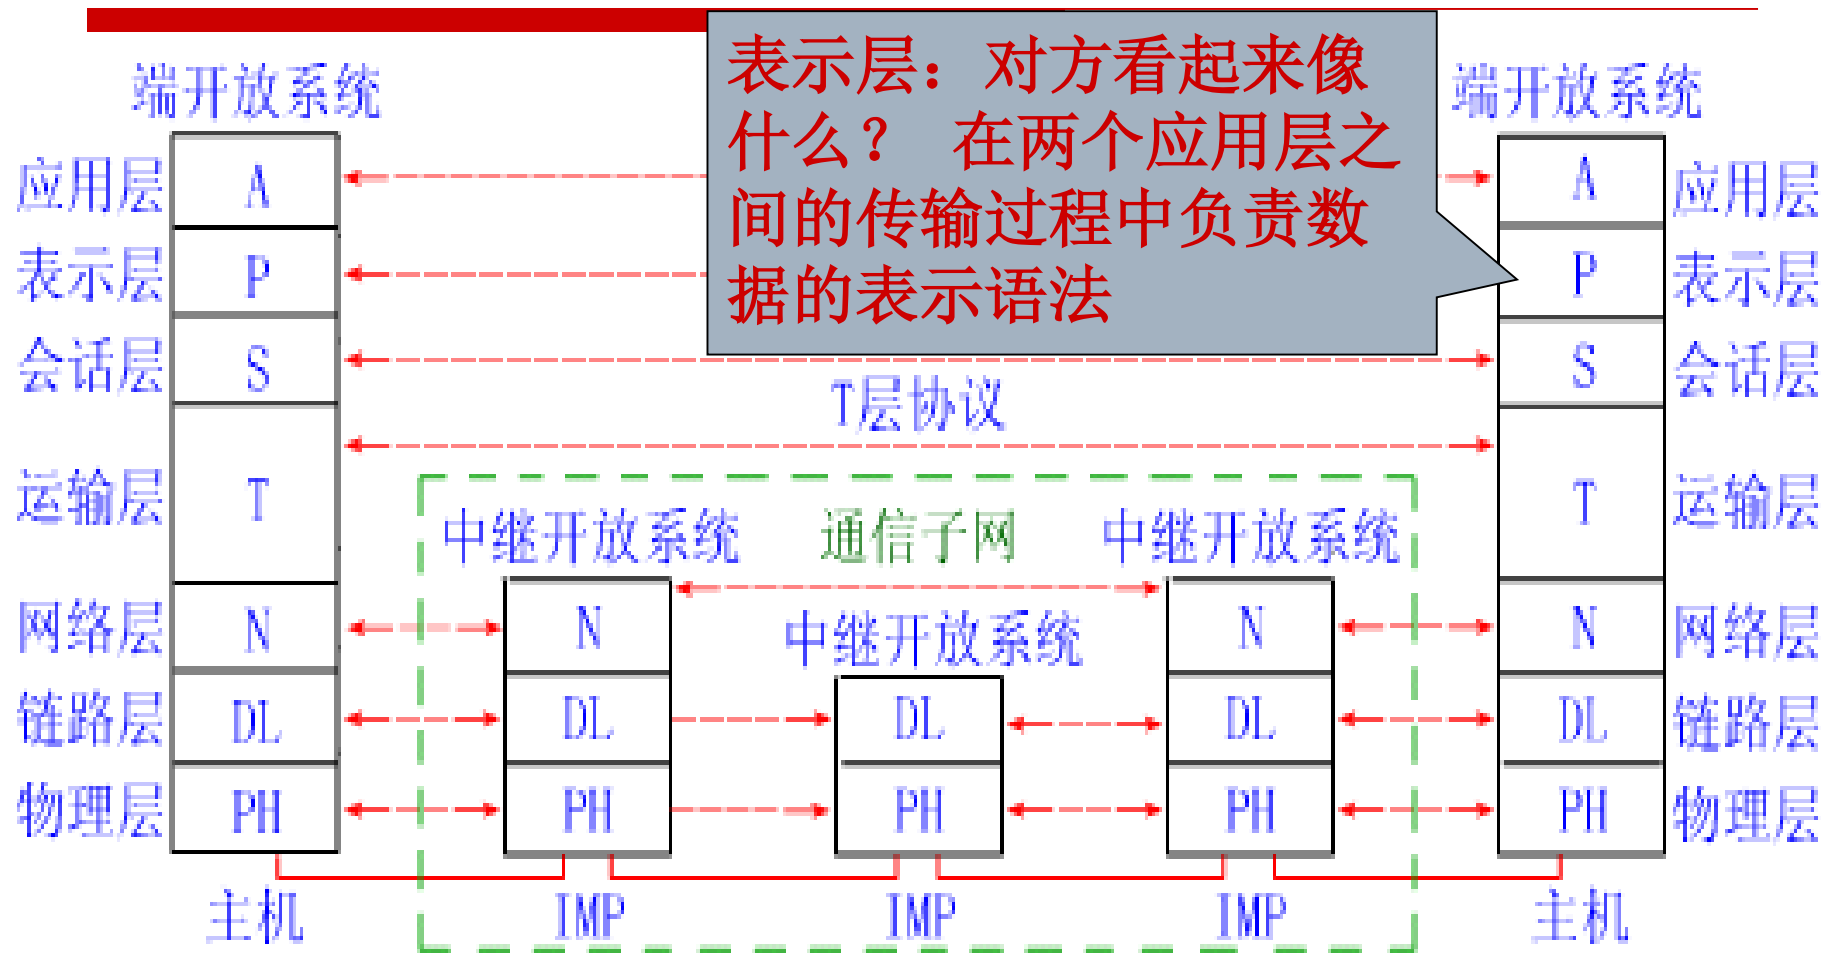 表示层：对方看起来像
什么？ 在两个应用层之
间的传输过程中负责数
据的表示语法
端开放系统 端开放系统
应用层 A A 应用层
表示层 P P 表示层
会话层 S S 会话层
T层协议
运输层 T T 运输层
中继开放系统 通信子网 中继开放系统
网络层 N N 中继开放系统 N N 网络层
链路层 DL DL DL DL DL 链路层
物理层 PH PH PH PH PH 物理层
主机 IMP IMP IMP 主机